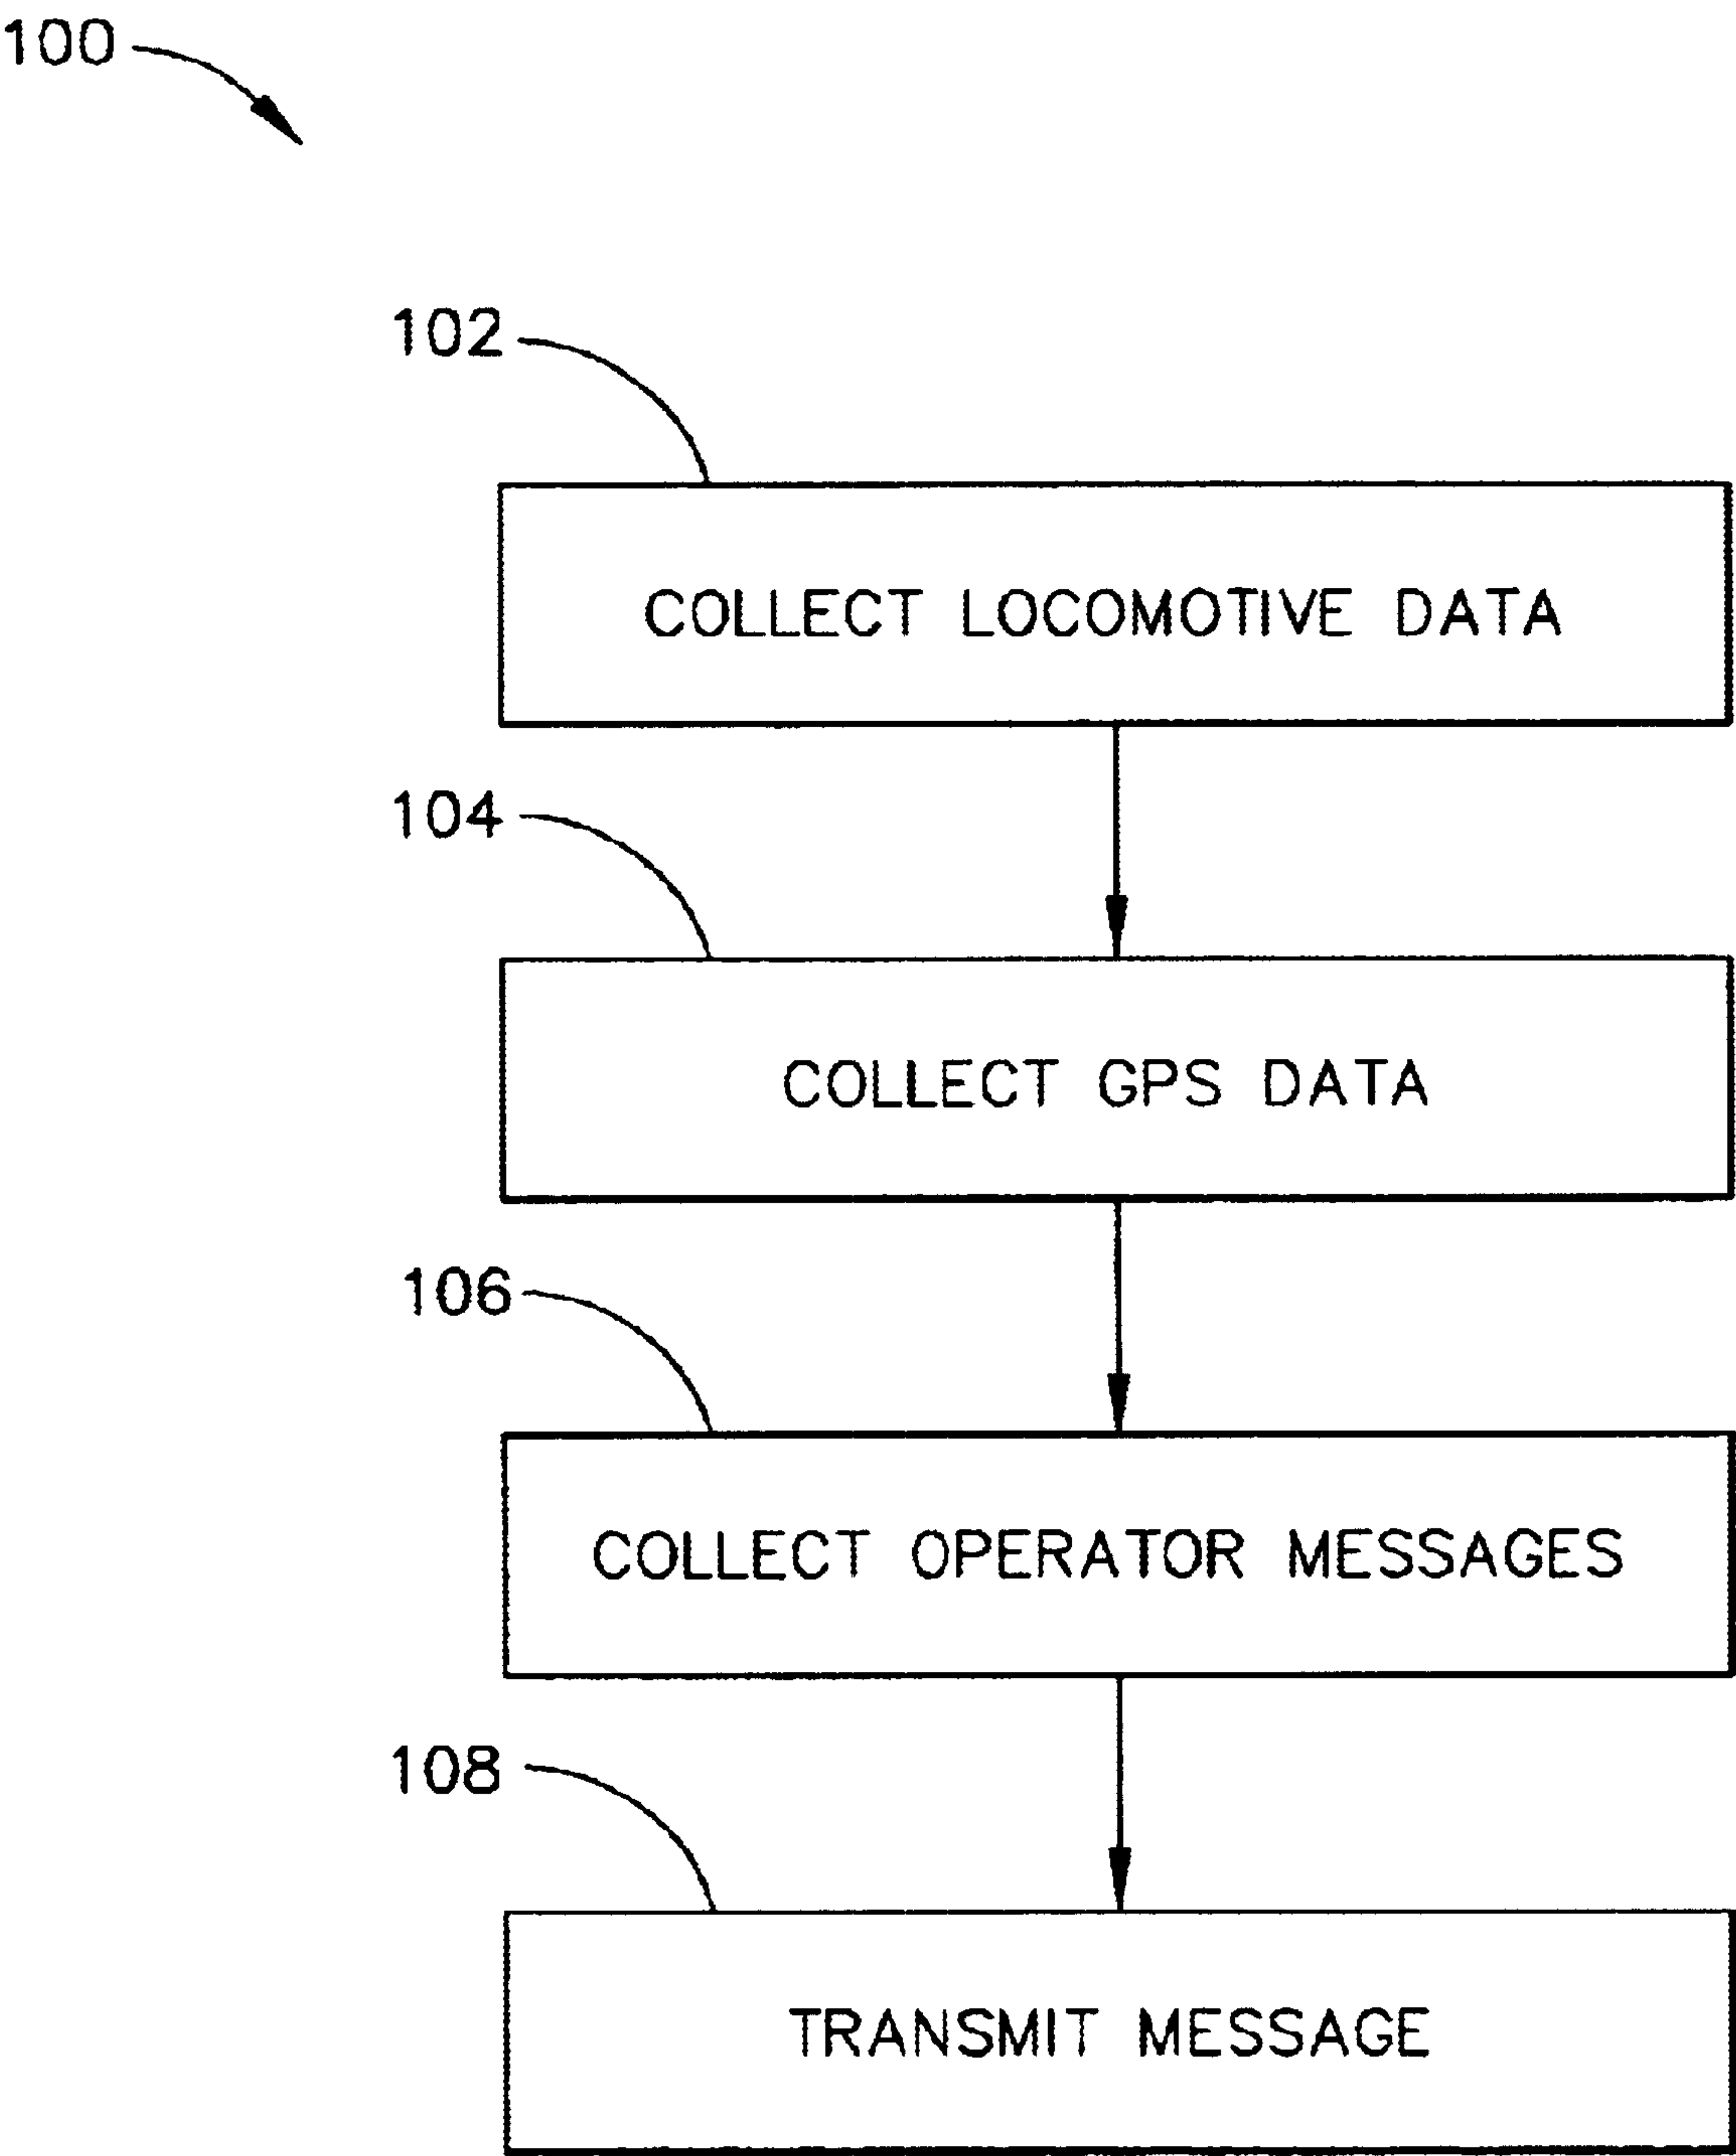 100
102
COLLECT LOCOMOTIVE DATA
104
COLLECT GPS DATA
106
COLLECT OPERATOR MESSAGES
108
TRANSMIT MESSAGE